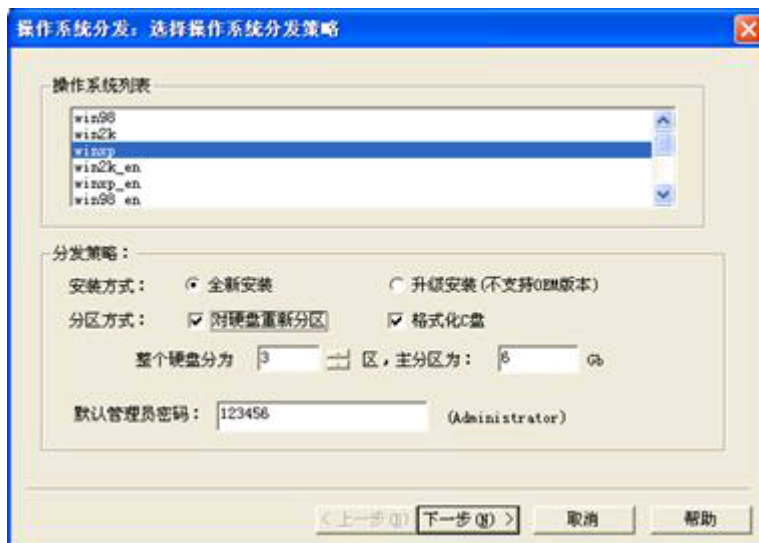 操作系统分发：选择操作系统分发策略
操作系统列表
win98
win2k
winxp
win2k_en
winxp_en
win98_en
分发策略：
安装方式： 全新安装 升级安装(不支持OEM版本)
分区方式： 对硬盘重新分区 格式化C盘
整个硬盘分为 3 区，主分区为： 6 Gb
默认管理员密码： 123456 (Administrator)
<上一步(B) 下一步(N) > 取消 帮助